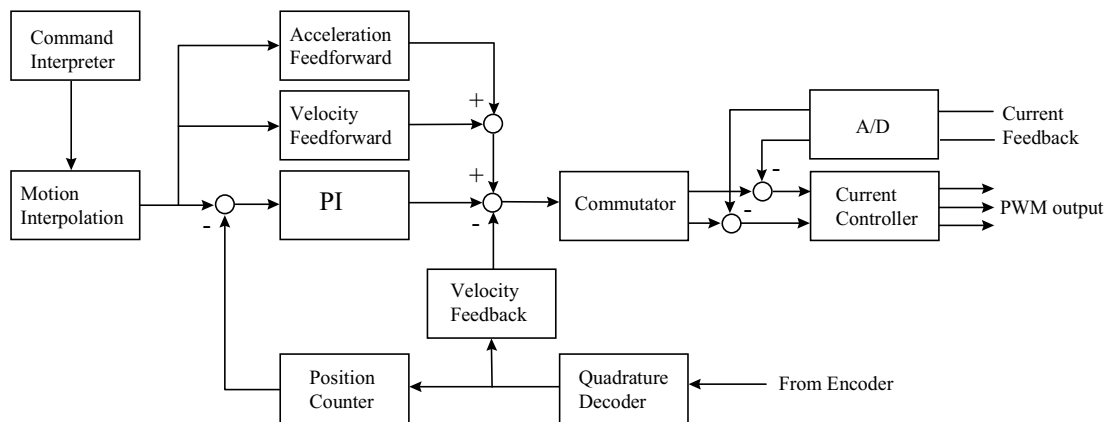 Command
Interpreter
Acceleration
Feedforward
+
Velocity
Feedforward
A/D
Current
Feedback
+
-
Motion
Interpolation
PI
Commutator
-
Current
Controller
PWM output
-
-
Velocity
Feedback
Position
Counter
Quadrature
Decoder
From Encoder